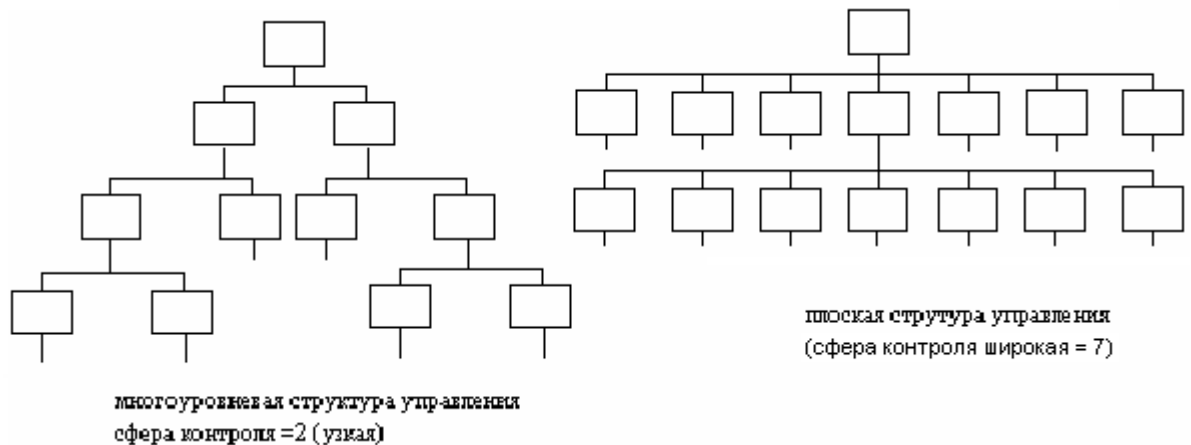 многоуровневая структура управления
сфера контроля =2 ( узкая)
плоская струтура управления
(сфера контроля широкая = 7)